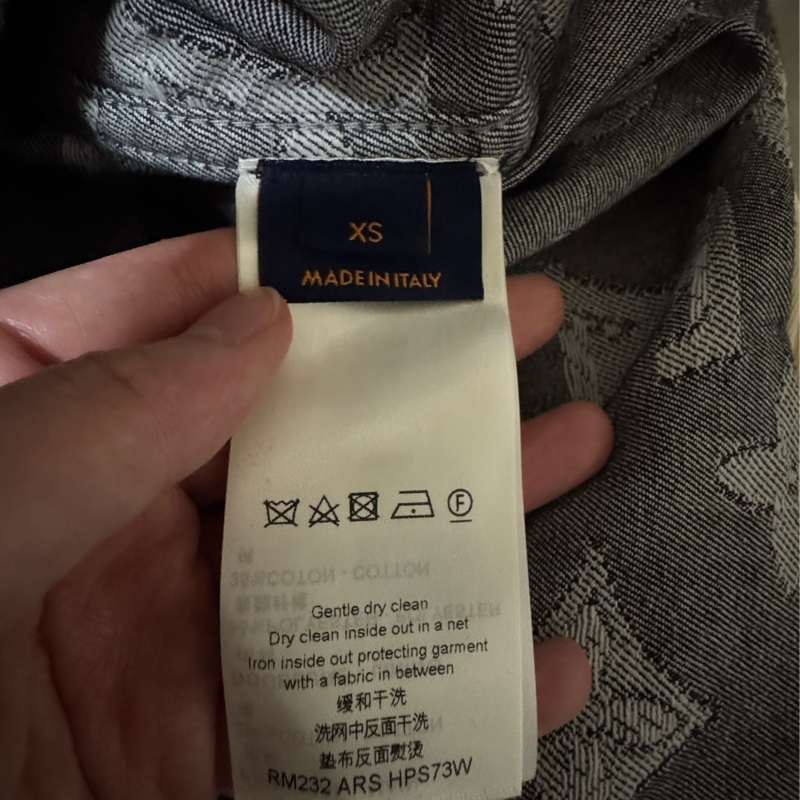 XS
MADE IN ITALY
F
Gentle dry clean
Dry clean inside out in a net
Iron inside out protecting garment
with a fabric in between
缓和干洗
洗网中反面干洗
垫布反面熨烫
RM232 ARS HPS73W